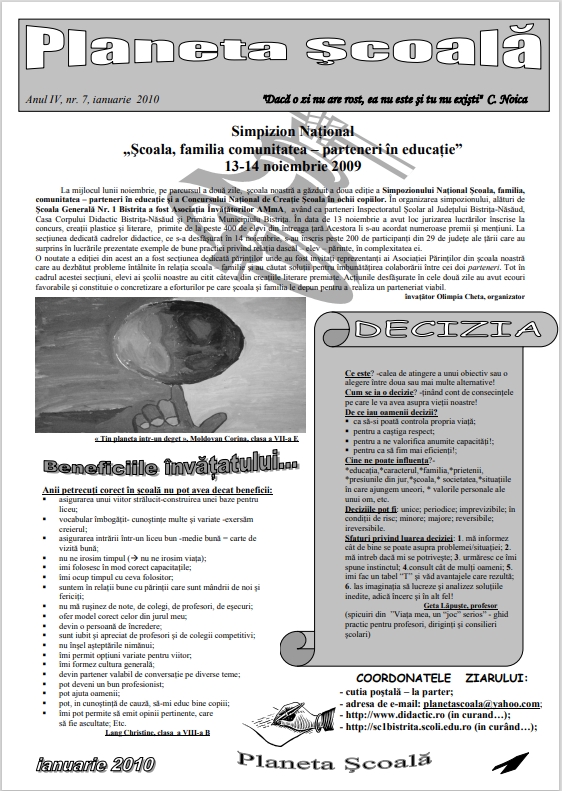 Planeta Şcoală
Anul IV, nr. 7, ianuarie 2010
"Dacă o zi nu are rost, ea nu este şi tu nu exişti" C. Noica
Simpizion Naţional
„Şcoala, familia comunitatea – parteneri în educaţie”
13-14 noiembrie 2009
La mijlocul lunii noiembrie, pe parcursul a două zile, şcoala noastră a găzduit a doua ediţie a Simpozionului Naţional Şcoala, familia,
comunitatea – parteneri în educaţie şi a Concursului Naţional de Creaţie Şcoala în ochii copiilor. În organizarea simpozionului, alături de
Şcoala Generală Nr. 1 Bistrita a fost Asociaţia Învăţătorilor AMmA, având ca parteneri Inspectoratul Şcolar al Judeţului Bistriţa-Năsăud,
Casa Corpului Didactic Bistriţa-Năsăud şi Primăria Municipiului Bistriţa. În data de 13 noiembrie a avut loc jurizarea lucrărilor înscrise la
concurs, creaţii plastice şi literare, primite de la peste 400 de elevi din întreaga ţară Acestora li s-au acordat numeroase premii şi menţiuni. La
secţiunea dedicată cadrelor didactice, ce s-a desfăşurat în 14 noiembrie, s-au înscris peste 200 de participanţi din 29 de judeţe ale ţării care au
surprins în lucrările prezentate exemple de bune practici privind relaţia dascăl – elev - părinte, în complexitatea ei.
O noutate a ediţiei din acest an a fost secţiunea dedicată părinţilor unde au fost invitaţi reprezentanţi ai Asociaţiei Părinţilor din şcoala noastră
care au dezbătut probleme întâlnite în relaţia şcoala - familie şi au căutat soluţii pentru îmbunătăţirea colaborării între cei doi parteneri. Tot în
cadrul acestei secţiuni, elevi ai şcolii noastre au citit câteva din creaţiile literare premiate. Acţiunile desfăşurate în cele două zile au avut ecouri
favorabile şi constituie o concretizare a eforturilor pe care şcoala şi familia le depun pentru a realiza un parteneriat viabil.
învaţător Olimpia Cheta, organizator
« Ţin planeta intr-un deget », Moldovan Corina, clasa a VII-a E
Beneficiile învăţatului...
Anii petrecuţi corect în şcoală nu pot avea decat beneficii:
▪ asigurarea unui viitor strălucit-construirea unei baze pentru
liceu;
▪ vocabular îmbogăţit- cunoştinţe multe şi variate -exersăm
creierul;
▪ asigurarea intrării într-un liceu bun -medie bună = carte de
vizită bună;
▪ nu ne irosim timpul (→ nu ne irosim viaţa);
▪ imi folosesc în mod corect capacitaţile;
▪ îmi ocup timpul cu ceva folositor;
▪ suntem în relaţii bune cu părinţii care sunt mândrii de noi şi
fericiţi;
▪ nu mă ruşinez de note, de colegi, de profesori, de eşecuri;
▪ ofer model corect celor din jurul meu;
▪ devin o persoană de încredere;
▪ sunt iubit şi apreciat de profesori şi de colegii competitivi;
▪ nu înşel aşteptările nimănui;
▪ îmi permit opţiuni variate pentru viitor;
▪ îmi formez cultura generală;
▪ devin partener valabil de conversaţie pe diverse teme;
▪ pot deveni un bun profesionist;
▪ pot ajuta oamenii;
▪ pot, in cunoştinţă de cauză, să-mi educ bine copiii;
▪ îmi pot permite să emit opinii pertinente, care
să fie ascultate; Etc.
Lang Christine, clasa a VIII-a B
DECIZIA
Ce este? -calea de atingere a unui obiectiv sau o
alegere între doua sau mai multe alternative!
Cum se ia o decizie? -ţinând cont de consecinţele
pe care le va avea asupra vieţii noastre!
De ce iau oamenii decizii?
▪ ca să-si poată controla propria viaţă;
▪ pentru a caştiga respect;
▪ pentru a ne valorifica anumite capacităţi!;
▪ pentru ca să fim mai eficienţi!;
Cine ne poate influenţa?-
*educaţia,*caracterul,*familia,*prietenii,
*presiunile din jur,*şcoala,* societatea,*situaţiile
în care ajungem uneori, * valorile personale ale
unui om, etc.
Deciziile pot fi: unice; periodice; imprevizibile; în
condiţii de risc; minore; majore; reversibile;
ireversibile.
Sfaturi privind luarea deciziei: 1. mă informez
cât de bine se poate asupra problemei/situaţiei; 2.
mă intreb dacă mi se potriveşte; 3. urmăresc ce îmi
spune instinctul; 4.consult cât de mulţi oameni; 5.
imi fac un tabel “T” şi văd avantajele care rezultă;
6. las imaginaţia să lucreze şi analizez soluţiile
inedite, adică încerc şi în alt fel!
Geta Lăpuşte, profesor
(spicuiri din ”Viaţa mea, un “joc” serios” - ghid
practic pentru profesori, diriginţi şi consilieri
şcolari)
COORDONATELE ZIARULUI:
- cutia poştală – la parter;
- adresa de e-mail: planetascoala@yahoo.com;
- http://www.didactic.ro (in curand…);
- http://sc1bistrita.scoli.edu.ro (in curând…);
ianuarie 2010
Planeta Şcoală